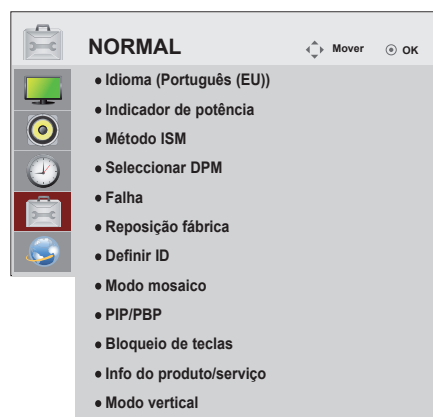 NORMAL Mover OK
• Idioma (Português (EU))
• Indicador de potência
• Método ISM
• Seleccionar DPM
• Falha
• Reposição fábrica
• Definir ID
• Modo mosaico
• PIP/PBP
• Bloqueio de teclas
• Info do produto/serviço
• Modo vertical